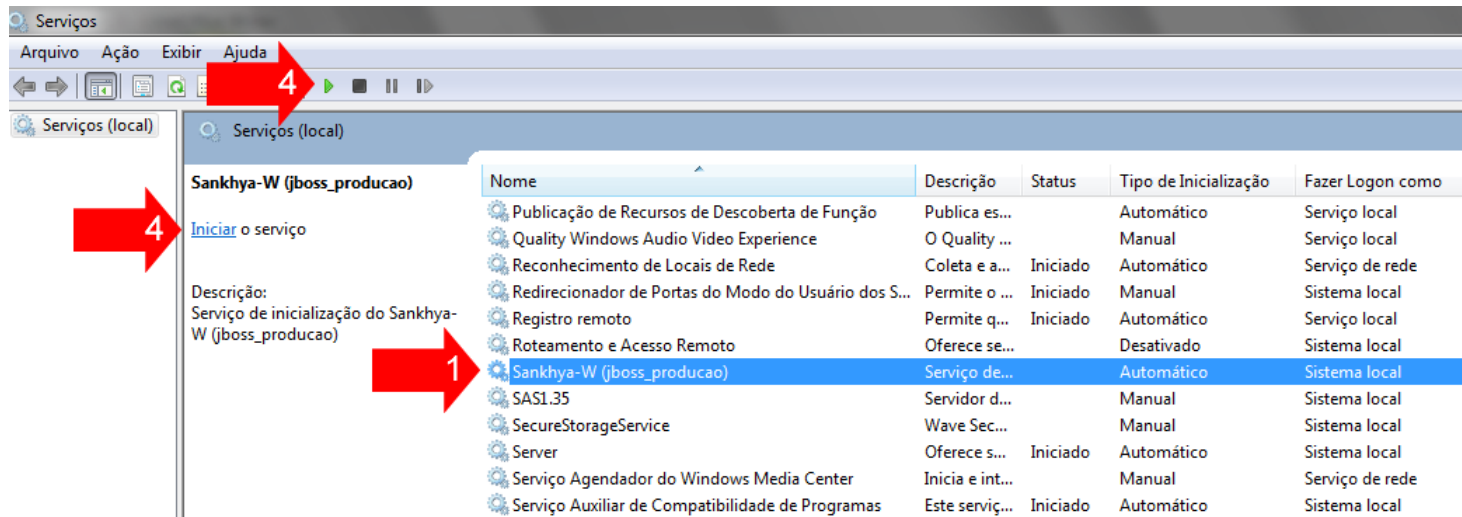 Serviços
Arquivo Ação Exibir Ajuda
4
Serviços (local)
Serviços (local)
Sankhya-W (jboss_producao)
4
Iniciar o serviço
Descrição:
Serviço de inicialização do Sankhya-
W (jboss_producao)
1
Nome Descrição Status Tipo de Inicialização Fazer Logon como
Publicação de Recursos de Descoberta de Função Publica es... Automático Serviço local
Quality Windows Audio Video Experience O Quality ... Manual Serviço local
Reconhecimento de Locais de Rede Coleta e a... Iniciado Automático Serviço de rede
Redirecionador de Portas do Modo do Usuário dos S... Permite o ... Iniciado Manual Sistema local
Registro remoto Permite q... Iniciado Automático Serviço local
Roteamento e Acesso Remoto Oferece se... Desativado Sistema local
Sankhya-W (jboss_producao) Serviço de... Automático Sistema local
SAS1.35 Servidor d... Manual Sistema local
SecureStorageService Wave Sec... Manual Sistema local
Server Oferece s... Iniciado Automático Sistema local
Serviço Agendador do Windows Media Center Inicia e int... Manual Serviço de rede
Serviço Auxiliar de Compatibilidade de Programas Este serviç... Iniciado Automático Sistema local